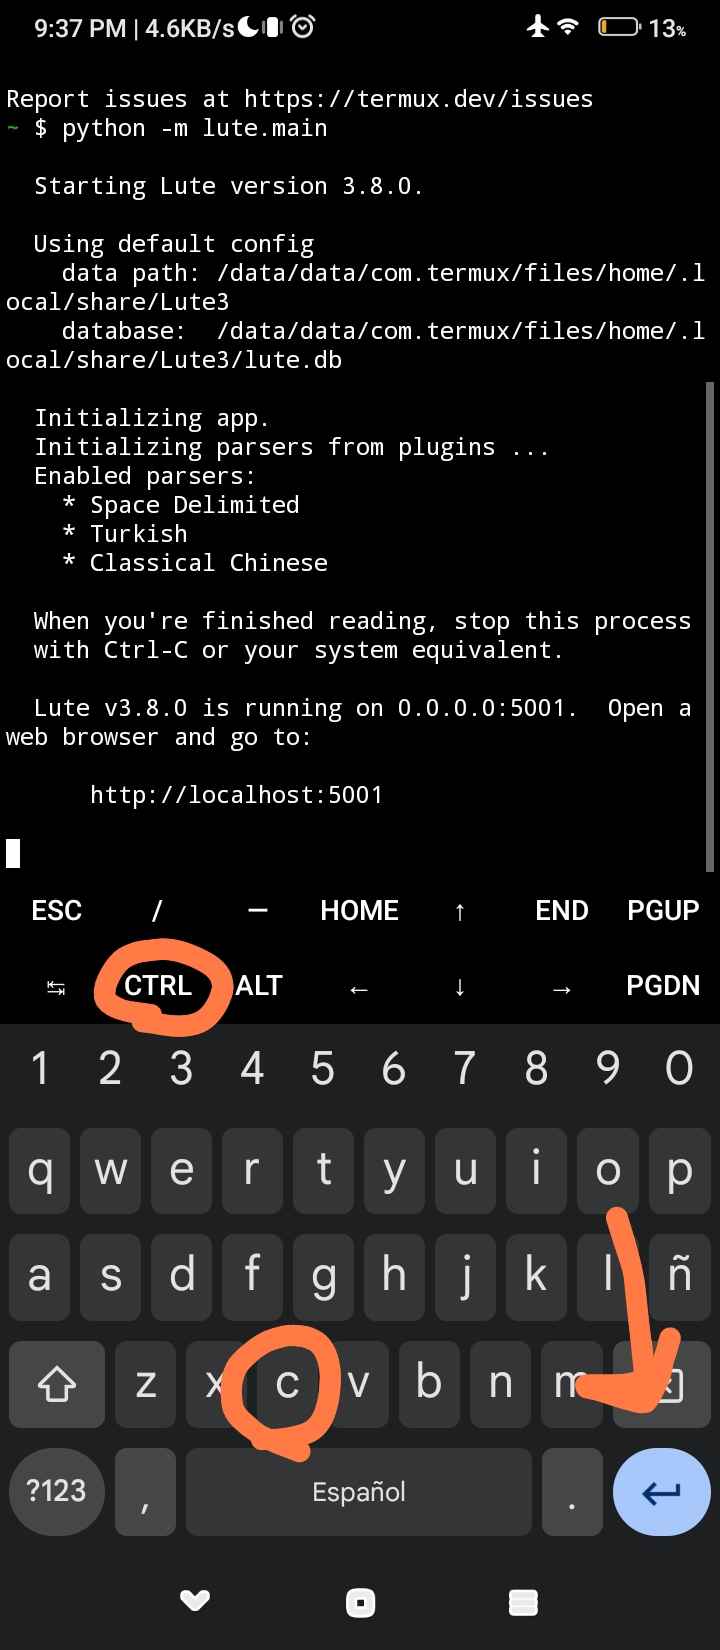 9:37 PM | 4.6KB/s 13%
Report issues at https://termux.dev/issues
~ $ python -m lute.main
Starting Lute version 3.8.0.
Using default config
data path: /data/data/com.termux/files/home/.l
ocal/share/Lute3
database:  /data/data/com.termux/files/home/.l
ocal/share/Lute3/lute.db
Initializing app.
Initializing parsers from plugins ...
Enabled parsers:
* Space Delimited
* Turkish
* Classical Chinese
When you're finished reading, stop this process
with Ctrl-C or your system equivalent.
Lute v3.8.0 is running on 0.0.0.0:5001.  Open a
web browser and go to:
http://localhost:5001
ESC / — HOME ↑ END PGUP
↹ CTRL ALT ← ↓ → PGDN
1 2 3 4 5 6 7 8 9 0
q w e r t y u i o p
a s d f g h j k l ñ
z x c v b n m
?123 , Español .